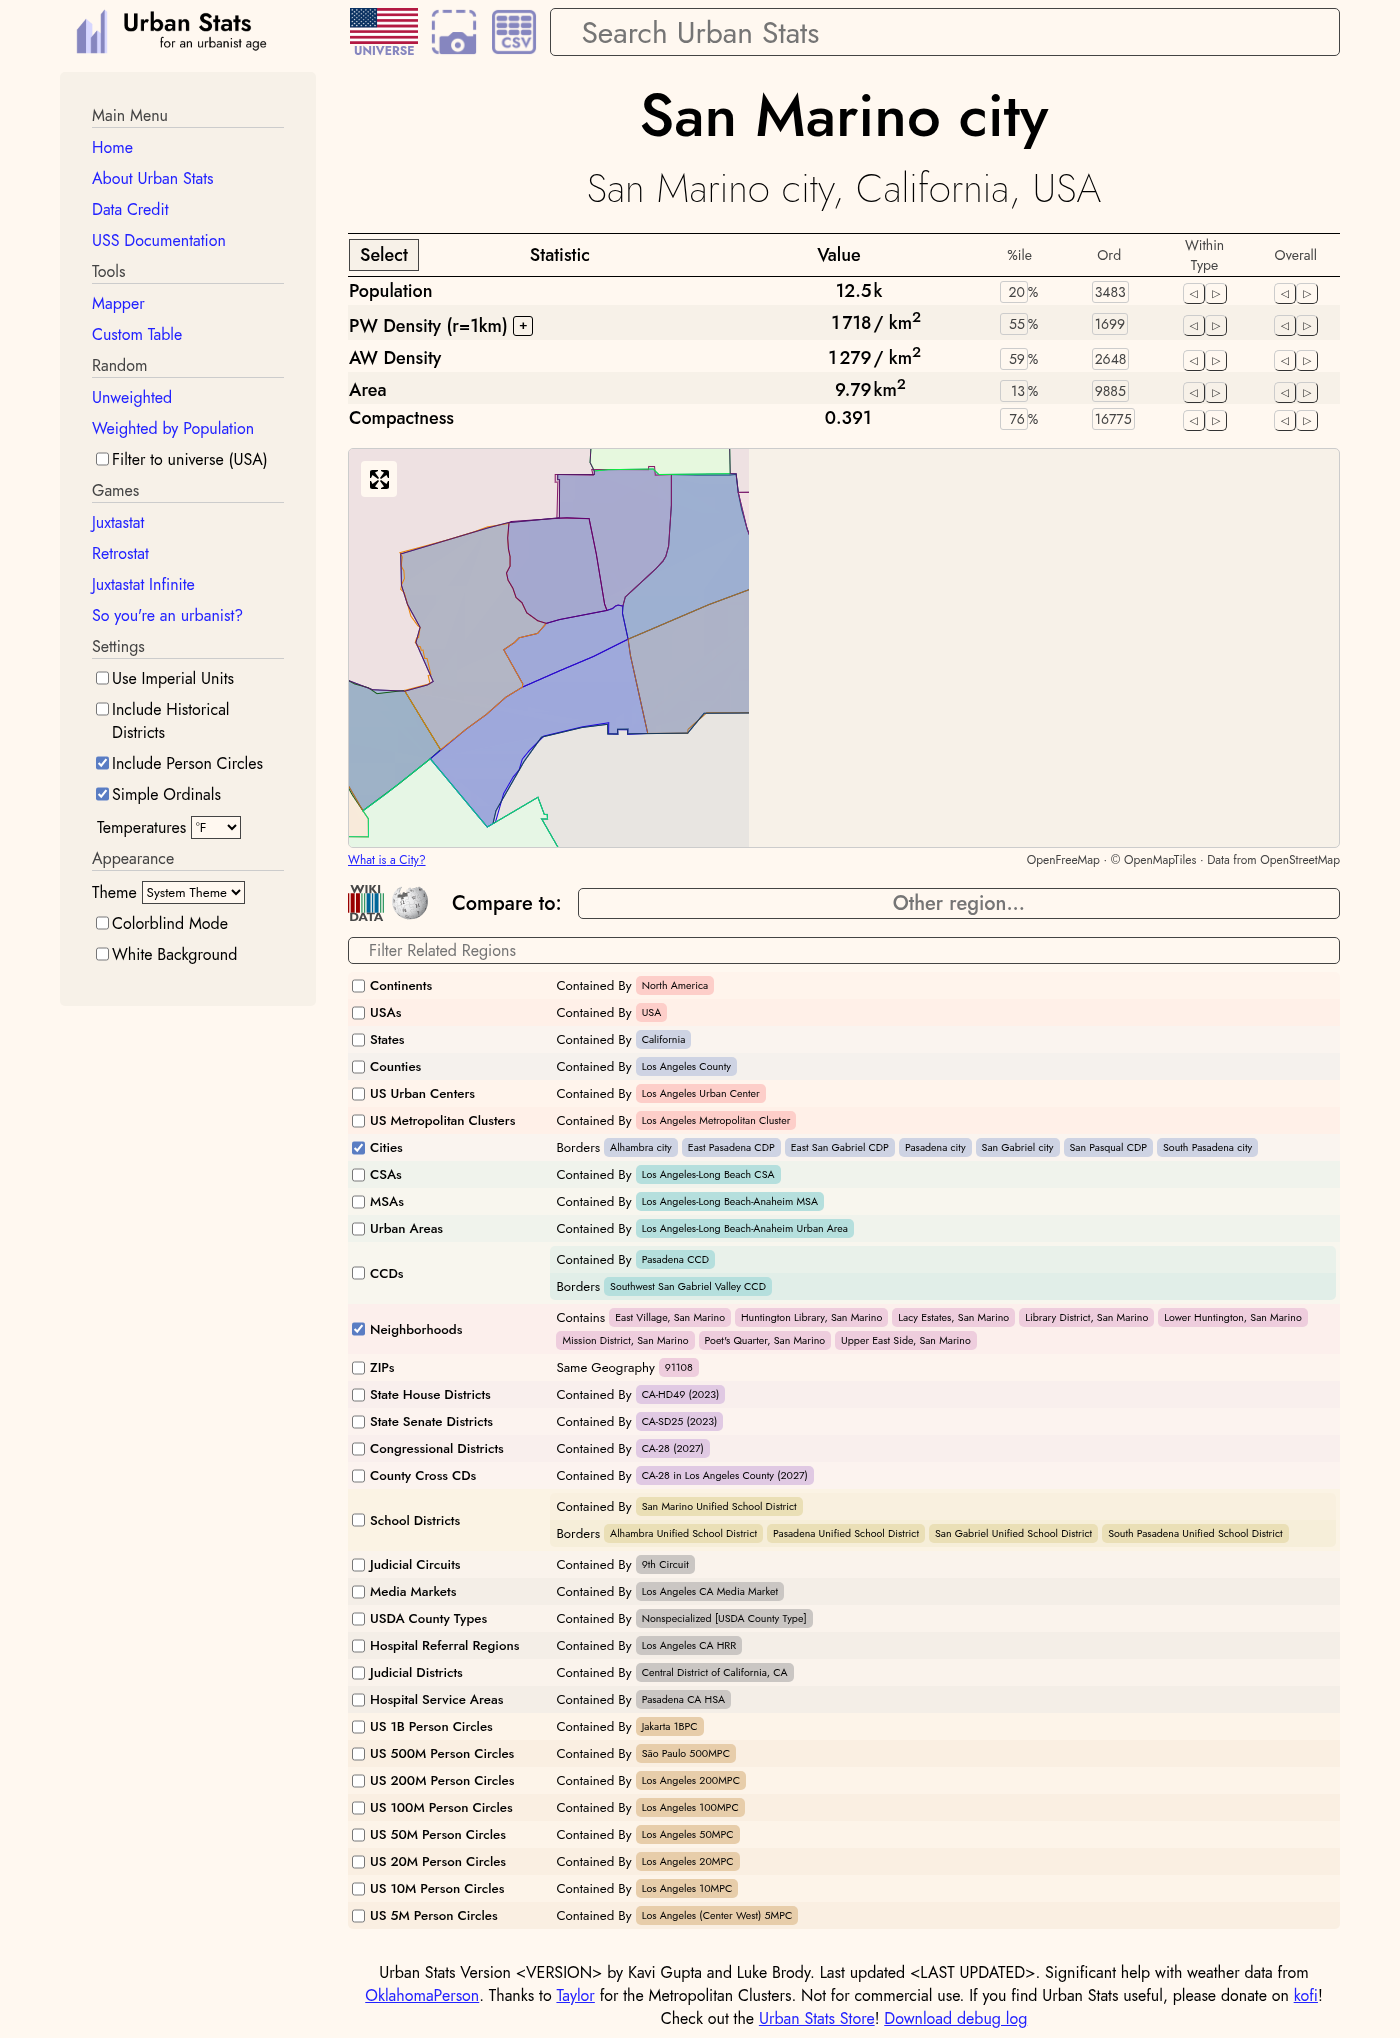 Urban Stats
for an urbanist age
UNIVERSE
CSV
Search Urban Stats
Main Menu
Home
About Urban Stats
Data Credit
USS Documentation
Tools
Mapper
Custom Table
Random
Unweighted
Weighted by Population
Filter to universe (USA)
Games
Juxtastat
Retrostat
Juxtastat Infinite
So you're an urbanist?
Settings
Use Imperial Units
Include Historical
Districts
Include Person Circles
Simple Ordinals
Temperatures °F
Appearance
Theme System Theme
Colorblind Mode
White Background
San Marino city
San Marino city, California, USA
Select Statistic Value %ile Ord Within Type Overall
Population 12.5k 20% 3483 ◁ ▷ ◁ ▷
PW Density (r=1km) + 1718/ km2 55% 1699 ◁ ▷ ◁ ▷
AW Density 1279/ km2 59% 2648 ◁ ▷ ◁ ▷
Area 9.79km2 13% 9885 ◁ ▷ ◁ ▷
Compactness 0.391 76% 16775 ◁ ▷ ◁ ▷
What is a City? OpenFreeMap · © OpenMapTiles · Data from OpenStreetMap
WIKI
DATA
Compare to: Other region...
Filter Related Regions
Continents Contained By North America
USAs Contained By USA
States Contained By California
Counties Contained By Los Angeles County
US Urban Centers Contained By Los Angeles Urban Center
US Metropolitan Clusters Contained By Los Angeles Metropolitan Cluster
Cities Borders Alhambra city East Pasadena CDP East San Gabriel CDP Pasadena city San Gabriel city San Pasqual CDP South Pasadena city
CSAs Contained By Los Angeles-Long Beach CSA
MSAs Contained By Los Angeles-Long Beach-Anaheim MSA
Urban Areas Contained By Los Angeles-Long Beach-Anaheim Urban Area
CCDs Contained By Pasadena CCD
Borders Southwest San Gabriel Valley CCD
Neighborhoods Contains East Village, San Marino Huntington Library, San Marino Lacy Estates, San Marino Library District, San Marino Lower Huntington, San Marino
Mission District, San Marino Poet's Quarter, San Marino Upper East Side, San Marino
ZIPs Same Geography 91108
State House Districts Contained By CA-HD49 (2023)
State Senate Districts Contained By CA-SD25 (2023)
Congressional Districts Contained By CA-28 (2027)
County Cross CDs Contained By CA-28 in Los Angeles County (2027)
School Districts Contained By San Marino Unified School District
Borders Alhambra Unified School District Pasadena Unified School District San Gabriel Unified School District South Pasadena Unified School District
Judicial Circuits Contained By 9th Circuit
Media Markets Contained By Los Angeles CA Media Market
USDA County Types Contained By Nonspecialized [USDA County Type]
Hospital Referral Regions Contained By Los Angeles CA HRR
Judicial Districts Contained By Central District of California, CA
Hospital Service Areas Contained By Pasadena CA HSA
US 1B Person Circles Contained By Jakarta 1BPC
US 500M Person Circles Contained By São Paulo 500MPC
US 200M Person Circles Contained By Los Angeles 200MPC
US 100M Person Circles Contained By Los Angeles 100MPC
US 50M Person Circles Contained By Los Angeles 50MPC
US 20M Person Circles Contained By Los Angeles 20MPC
US 10M Person Circles Contained By Los Angeles 10MPC
US 5M Person Circles Contained By Los Angeles (Center West) 5MPC
Urban Stats Version <VERSION> by Kavi Gupta and Luke Brody. Last updated <LAST UPDATED>. Significant help with weather data from
OklahomaPerson. Thanks to Taylor for the Metropolitan Clusters. Not for commercial use. If you find Urban Stats useful, please donate on kofi!
Check out the Urban Stats Store! Download debug log